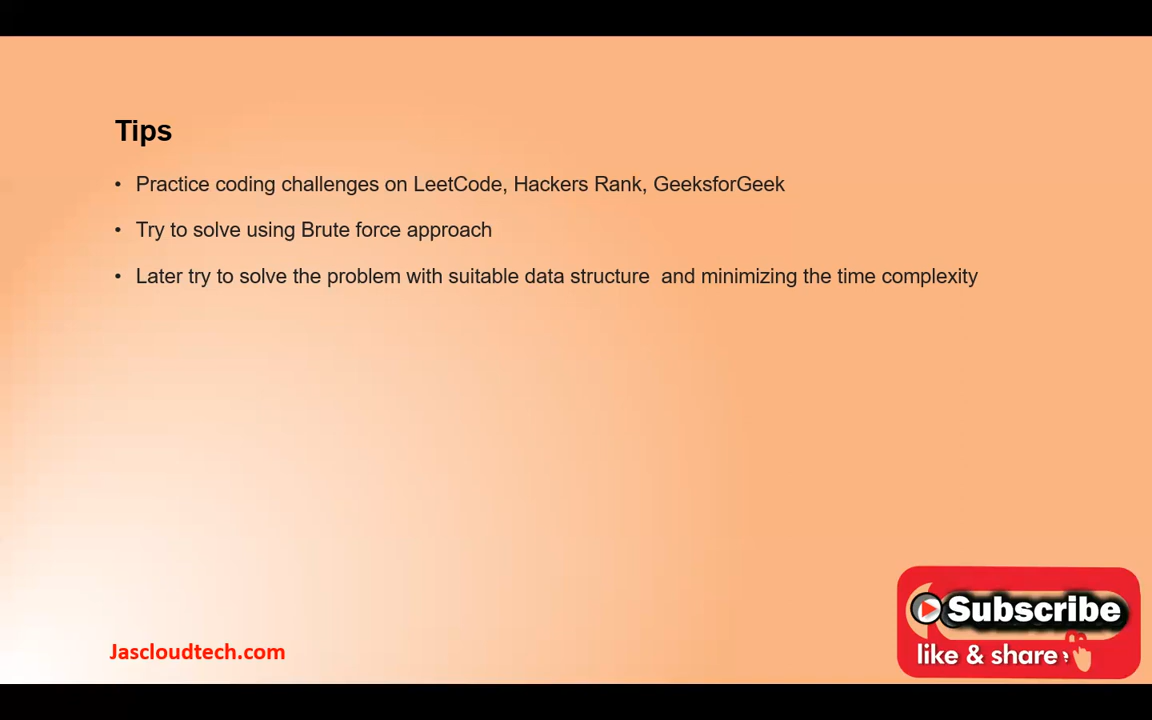 Tips
• Practice coding challenges on LeetCode, Hackers Rank, GeeksforGeek
• Try to solve using Brute force approach
• Later try to solve the problem with suitable data structure  and minimizing the time complexity
Jascloudtech.com
Subscribe
like & share